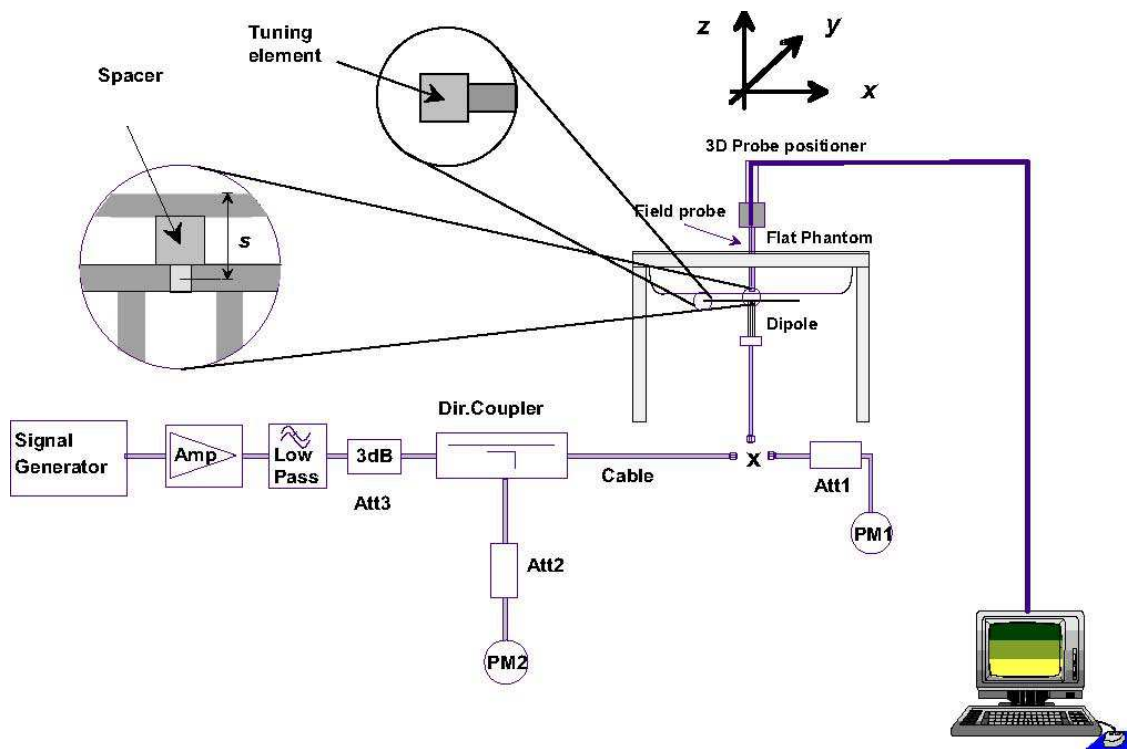 Tuning
element
Spacer
z
y
x
3D Probe positioner
Field probe
Flat Phantom
s
Dipole
Dir.Coupler
Signal
Generator
Amp
Low
Pass
3dB
Att3
Cable
x
Att1
PM1
Att2
PM2